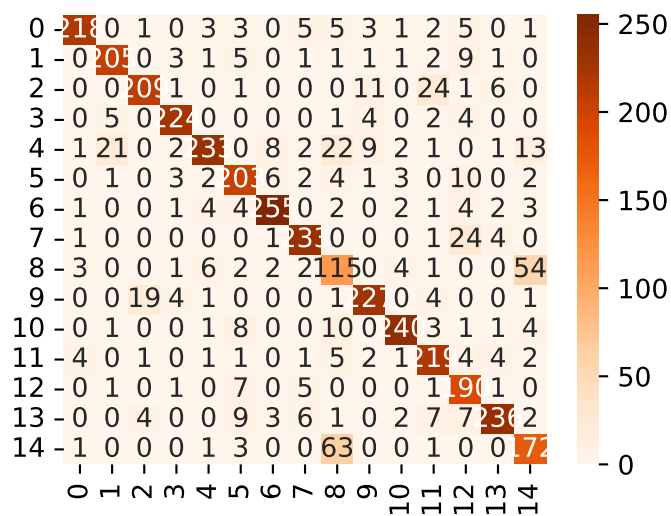 0 218 0 1 0 3 3 0 5 5 3 1 2 5 0 1
1 0 205 0 3 1 5 0 1 1 1 1 2 9 1 0
2 0 0 209 1 0 1 0 0 0 11 0 24 1 6 0
3 0 5 0 224 0 0 0 0 1 4 0 2 4 0 0
4 1 21 0 2 233 0 8 2 22 9 2 1 0 1 13
5 0 1 0 3 2 203 6 2 4 1 3 0 10 0 2
6 1 0 0 1 4 4 255 0 2 0 2 1 4 2 3
7 1 0 0 0 0 0 1 233 0 0 0 1 24 4 0
8 3 0 0 1 6 2 2 2 115 0 4 1 0 0 54
9 0 0 19 4 1 0 0 0 1 227 0 4 0 0 1
10 0 1 0 0 1 8 0 0 10 0 240 3 1 1 4
11 4 0 1 0 1 1 0 1 5 2 1 219 4 4 2
12 0 1 0 1 0 7 0 5 0 0 0 1 190 1 0
13 0 0 4 0 0 9 3 6 1 0 2 7 7 236 2
14 1 0 0 0 1 3 0 0 63 0 0 1 0 0 172
0 1 2 3 4 5 6 7 8 9 10 11 12 13 14
250
200
150
100
50
0